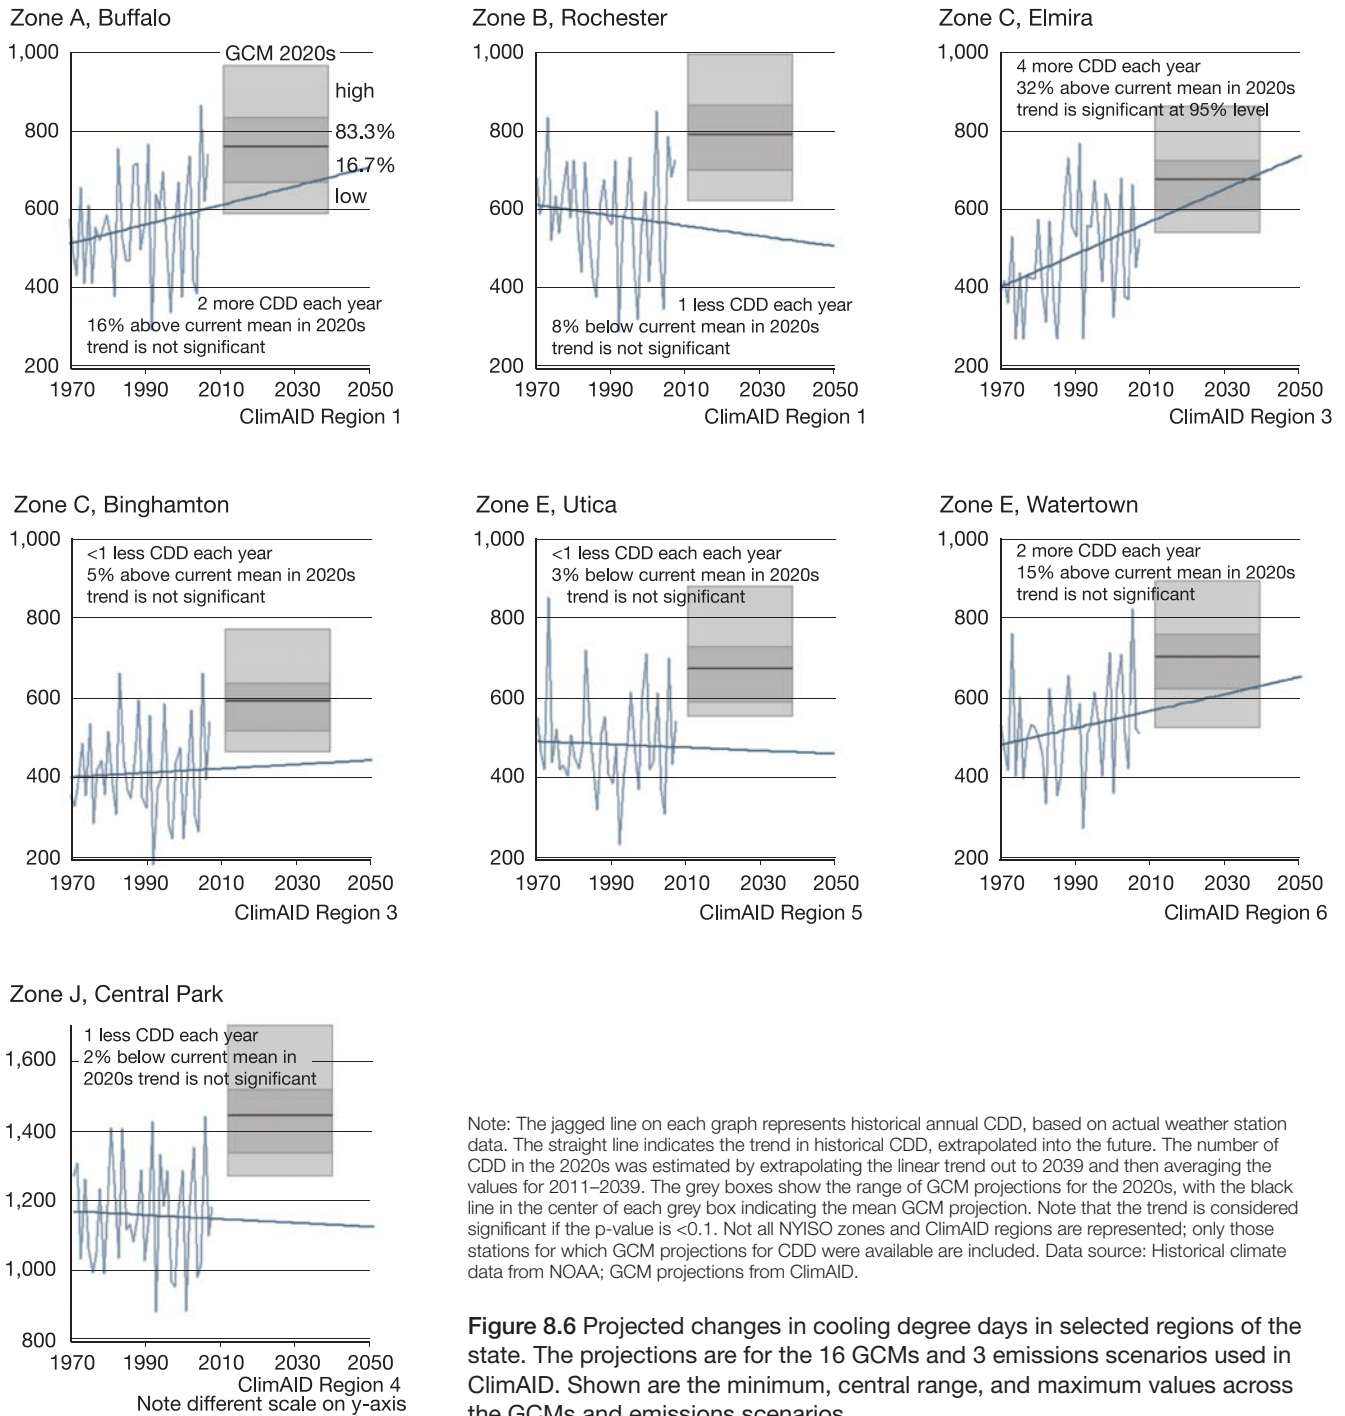 Zone A, Buffalo
1,000
800
600
400
200
GCM 2020s
high
83.3%
16.7%
low
2 more CDD each year
16% above current mean in 2020s
trend is not significant
1970 1990 2010 2030 2050
ClimAID Region 1
Zone B, Rochester
1,000
800
600
400
200
1 less CDD each year
8% below current mean in 2020s
trend is not significant
1970 1990 2010 2030 2050
ClimAID Region 1
Zone C, Elmira
1,000
800
600
400
200
4 more CDD each year
32% above current mean in 2020s
trend is significant at 95% level
1970 1991 2010 2030 2050
ClimAID Region 3
Zone C, Binghamton
1,000
800
600
400
200
<1 less CDD each year
5% above current mean in 2020s
trend is not significant
1970 1990 2010 2030 2050
ClimAID Region 3
Zone E, Utica
1,000
800
600
400
200
<1 less CDD each each year
3% below current mean in 2020s
trend is not significant
1970 1990 2010 2030 2050
ClimAID Region 5
Zone E, Watertown
1,000
800
600
400
200
2 more CDD each year
15% above current mean in 2020s
trend is not significant
1970 1991 2010 2030 2050
ClimAID Region 6
Zone J, Central Park
1,600
1,400
1,200
1,000
800
1 less CDD each year
2% below current mean in
2020s trend is not significant
1970 1990 2010 2030 2050
ClimAID Region 4
Note different scale on y-axis
Note: The jagged line on each graph represents historical annual CDD, based on actual weather station
data. The straight line indicates the trend in historical CDD, extrapolated into the future. The number of
CDD in the 2020s was estimated by extrapolating the linear trend out to 2039 and then averaging the
values for 2011–2039. The grey boxes show the range of GCM projections for the 2020s, with the black
line in the center of each grey box indicating the mean GCM projection. Note that the trend is considered
significant if the p-value is <0.1. Not all NYISO zones and ClimAID regions are represented; only those
stations for which GCM projections for CDD were available are included. Data source: Historical climate
data from NOAA; GCM projections from ClimAID.
Figure 8.6 Projected changes in cooling degree days in selected regions of the
state. The projections are for the 16 GCMs and 3 emissions scenarios used in
ClimAID. Shown are the minimum, central range, and maximum values across
the GCMs and emissions scenarios